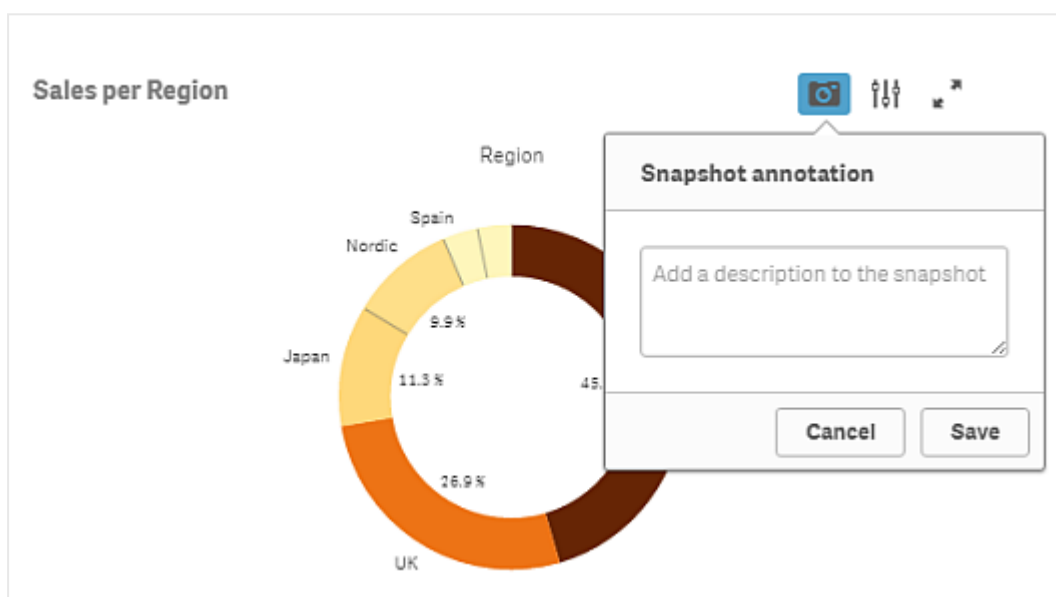 Sales per Region
Region
Snapshot annotation
Add a description to the snapshot
Cancel
Save
Spain
Nordic
9.9%
Japan
11.3%
45.
26.9%
UK